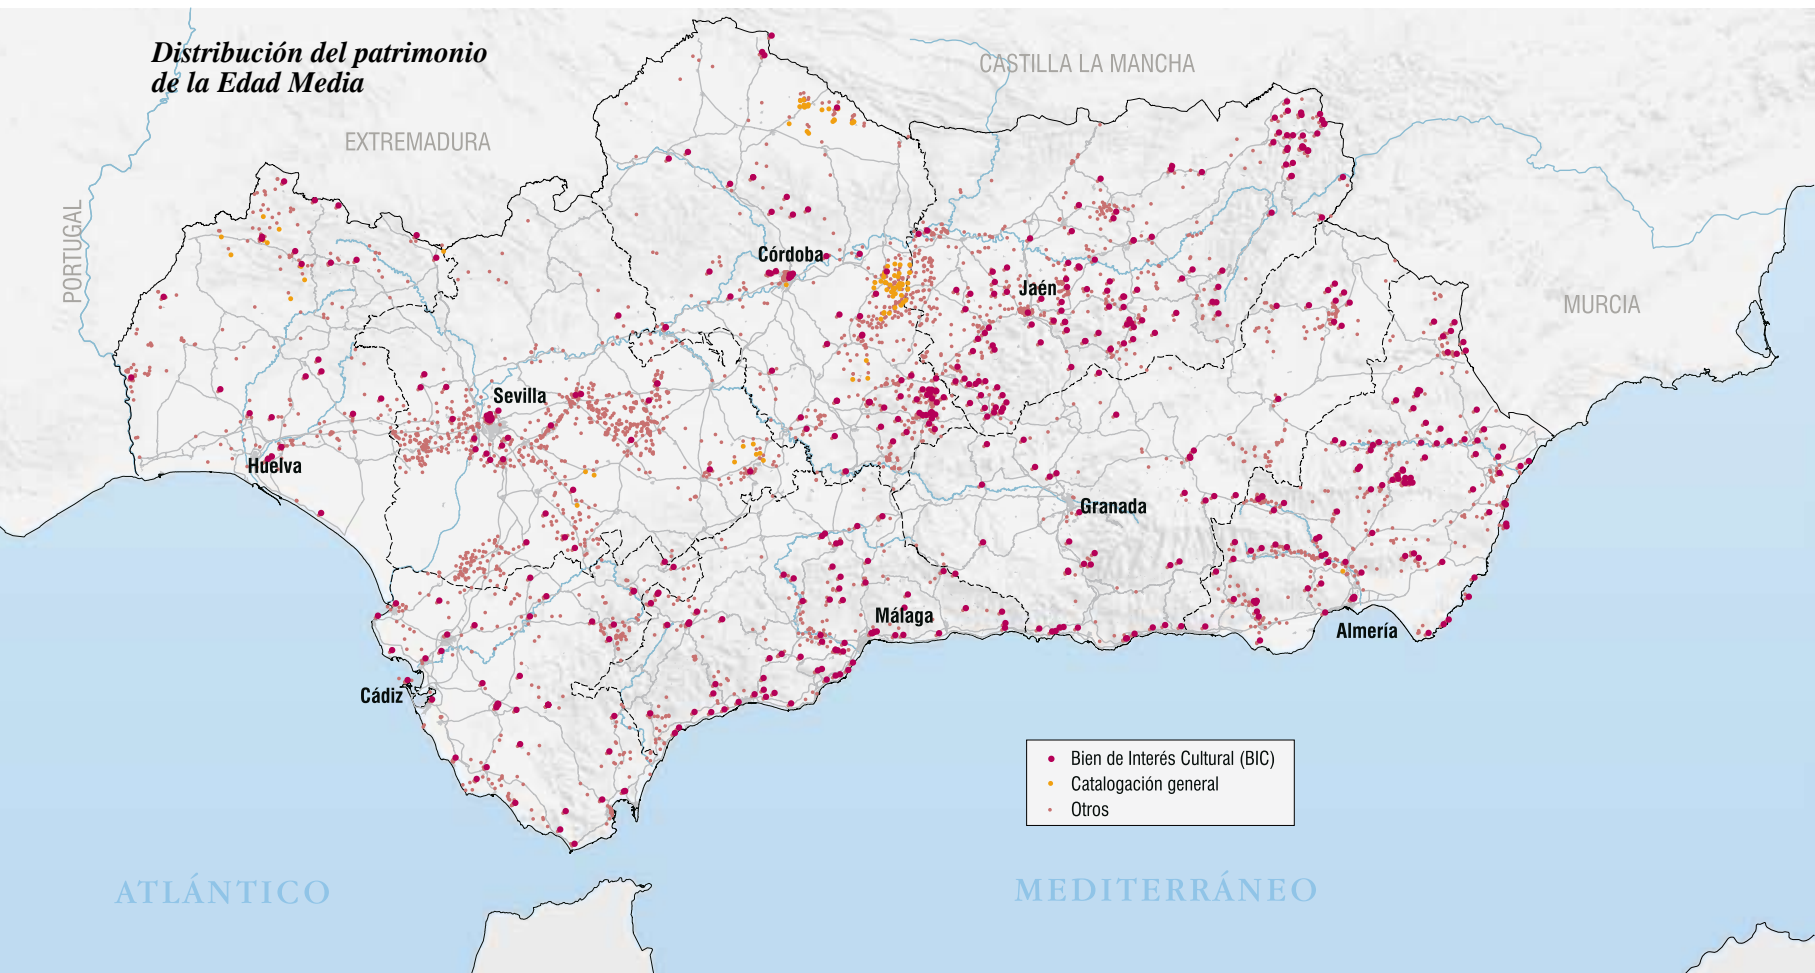 Distribución del patrimonio
de la Edad Media
CASTILLA LA MANCHA
EXTREMADURA
PORTUGAL
MURCIA
Córdoba
Jaén
Sevilla
Huelva
Granada
Málaga
Almería
Cádiz
Bien de Interés Cultural (BIC)
Catalogación general
Otros
ATLÁNTICO
MEDITERRÁNEO